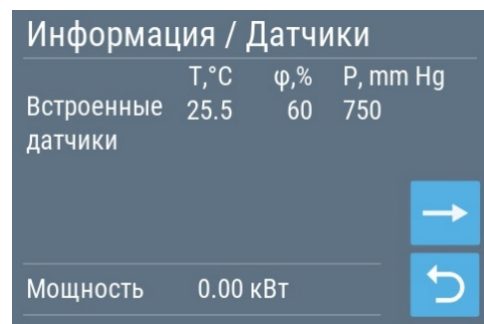 Информация / Датчики
T,°C φ,% P, mm Hg
Встроенные 25.5 60 750
датчики
Мощность 0.00 кВт